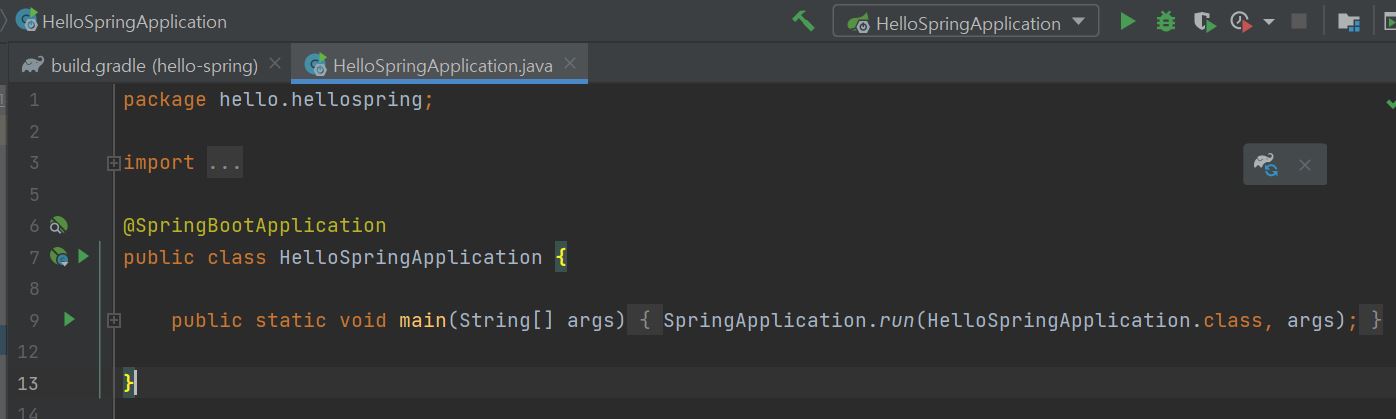 HelloSpringApplication
HelloSpringApplication
build.gradle (hello-spring)
HelloSpringApplication.java
1 package hello.hellospring;
2
3 import ...
5
6 @SpringBootApplication
7 public class HelloSpringApplication {
8
9 public static void main(String[] args) { SpringApplication.run(HelloSpringApplication.class, args); }
12
13 }
14